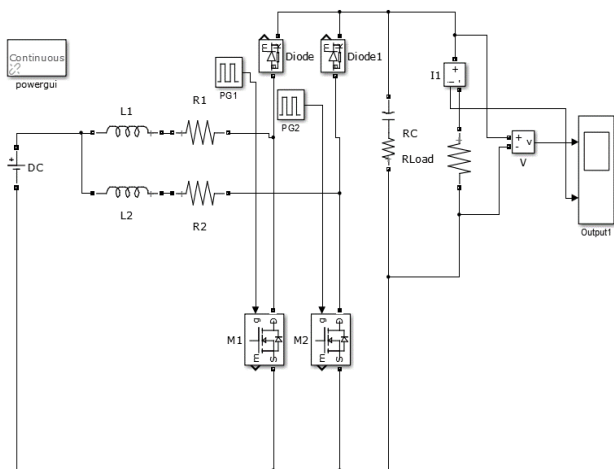 Continuous
powergui
DC
L1
R1
L2
R2
PG1
PG2
m
k
a
Diode
m
k
a
Diode1
g
D
m
S
M1
g
D
m
S
M2
RC
RLoad
I1
+
i
-
+
-
v
V
Output1